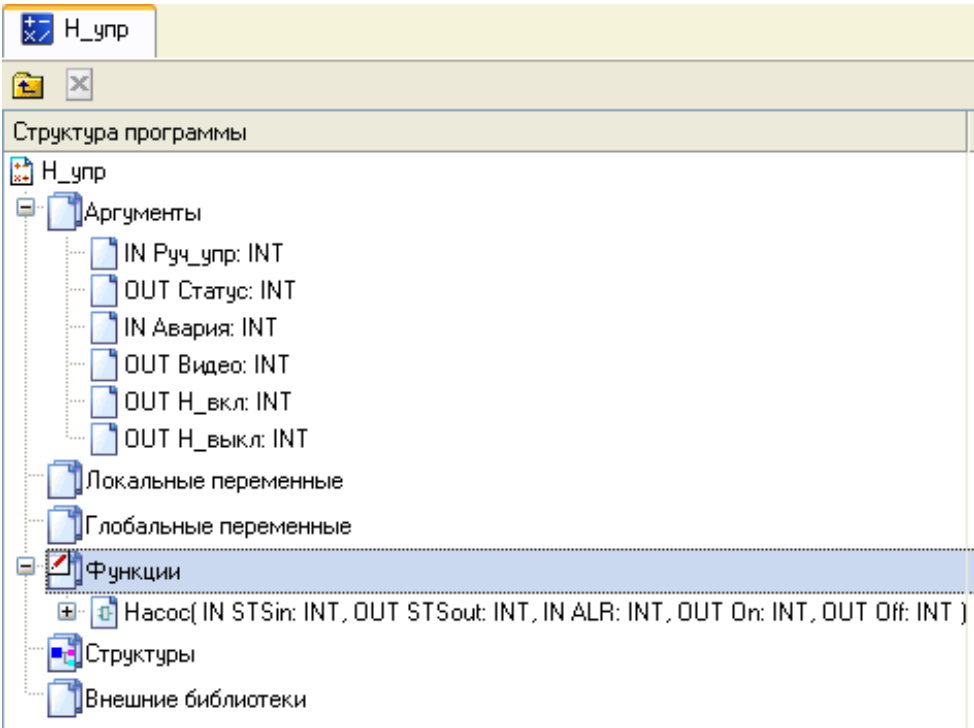 Н_упр
Структура программы
Н_упр
Аргументы
IN Руч_упр: INT
OUT Статус: INT
IN Авария: INT
OUT Видео: INT
OUT Н_вкл: INT
OUT Н_выкл: INT
Локальные переменные
Глобальные переменные
Функции
Насос( IN STSin: INT, OUT STSout: INT, IN ALR: INT, OUT On: INT, OUT Off: INT )
Структуры
Внешние библиотеки